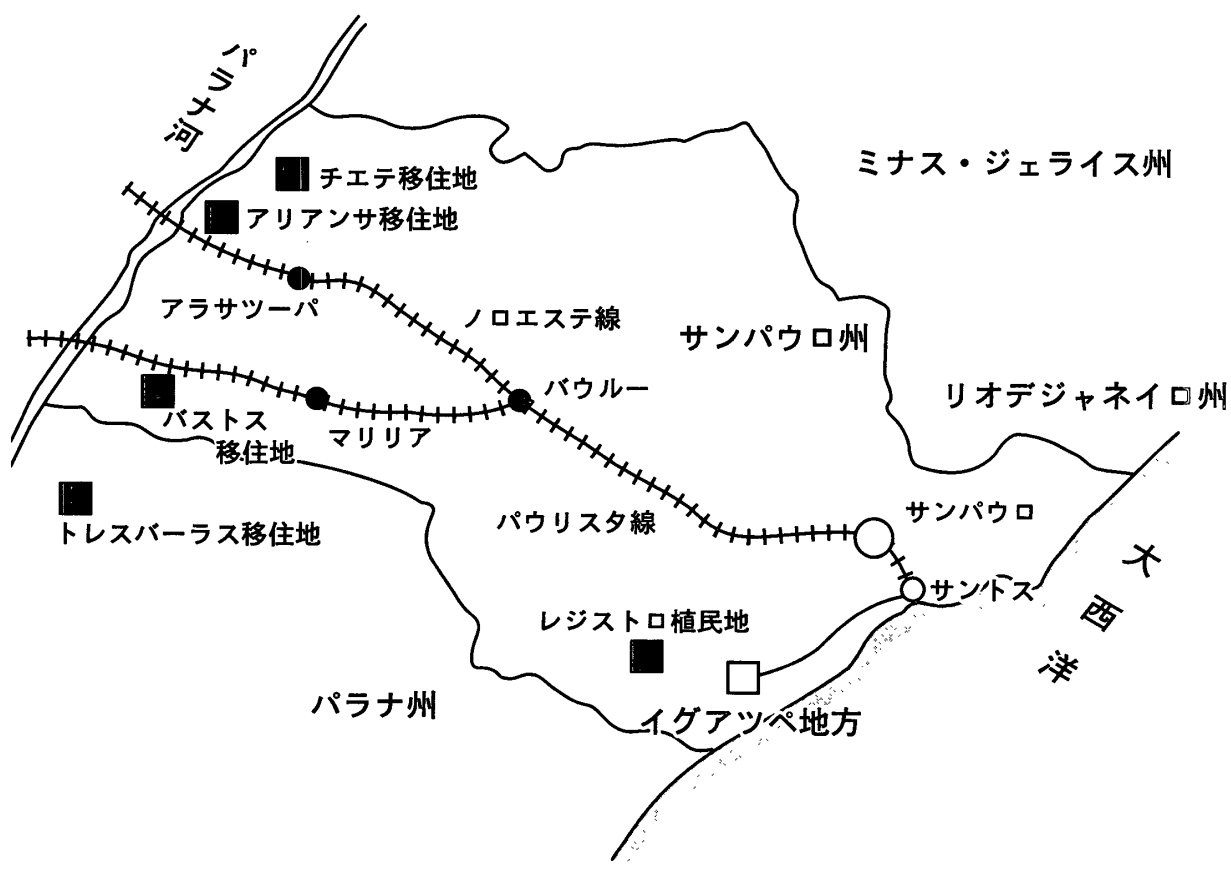 パラナ河
チエテ移住地
ミナス・ジェライス州
アリアンサ移住地
アラサツーパ
ノロエステ線
サンパウロ州
バウルー
リオデジャネイロ州
バストス
移住地
マリリア
サンパウロ
パウリスタ線
トレスバーラス移住地
大西洋
サントス
レジストロ植民地
パラナ州
イグアツペ地方